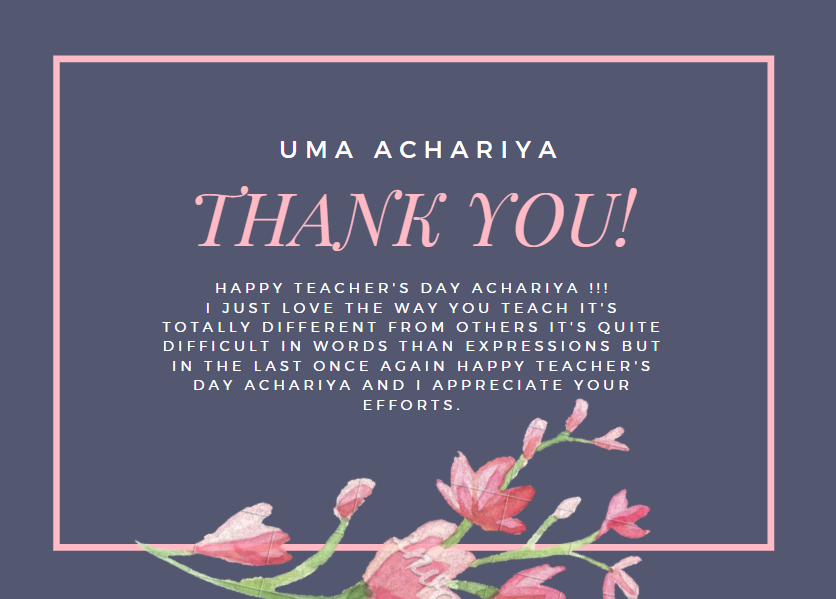 UMA ACHARIYA
THANK YOU!
HAPPY TEACHER'S DAY ACHARIYA !!!
I JUST LOVE THE WAY YOU TEACH IT'S
TOTALLY DIFFERENT FROM OTHERS IT'S QUITE
DIFFICULT IN WORDS THAN EXPRESSIONS BUT
IN THE LAST ONCE AGAIN HAPPY TEACHER'S
DAY ACHARIYA AND I APPRECIATE YOUR
EFFORTS.